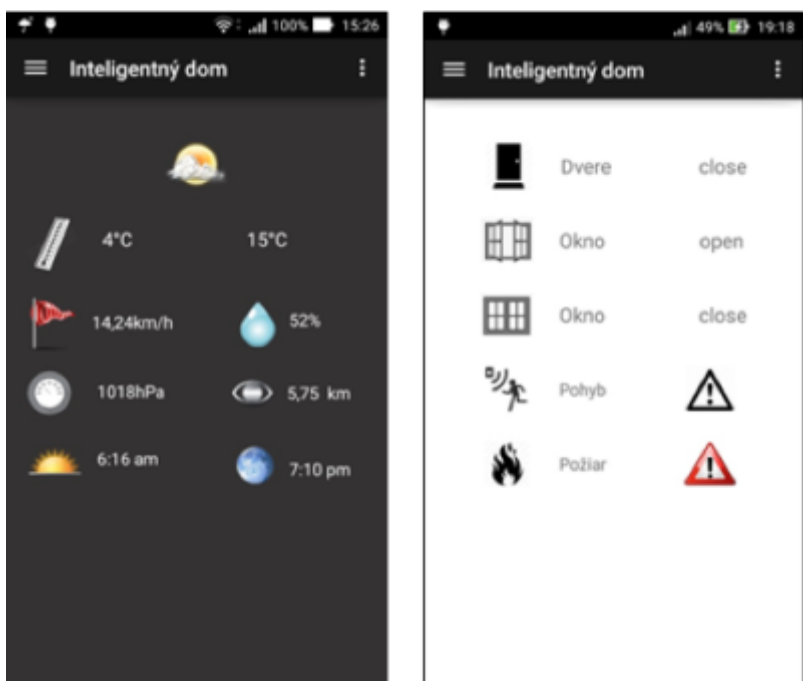 100% 15:26
Inteligentný dom
4°C 15°C
14,24km/h 52%
1018hPa 5,75 km
6:16 am 7:10 pm
49% 19:18
Inteligentný dom
Dvere close
Okno open
Okno close
Pohyb
Požiar